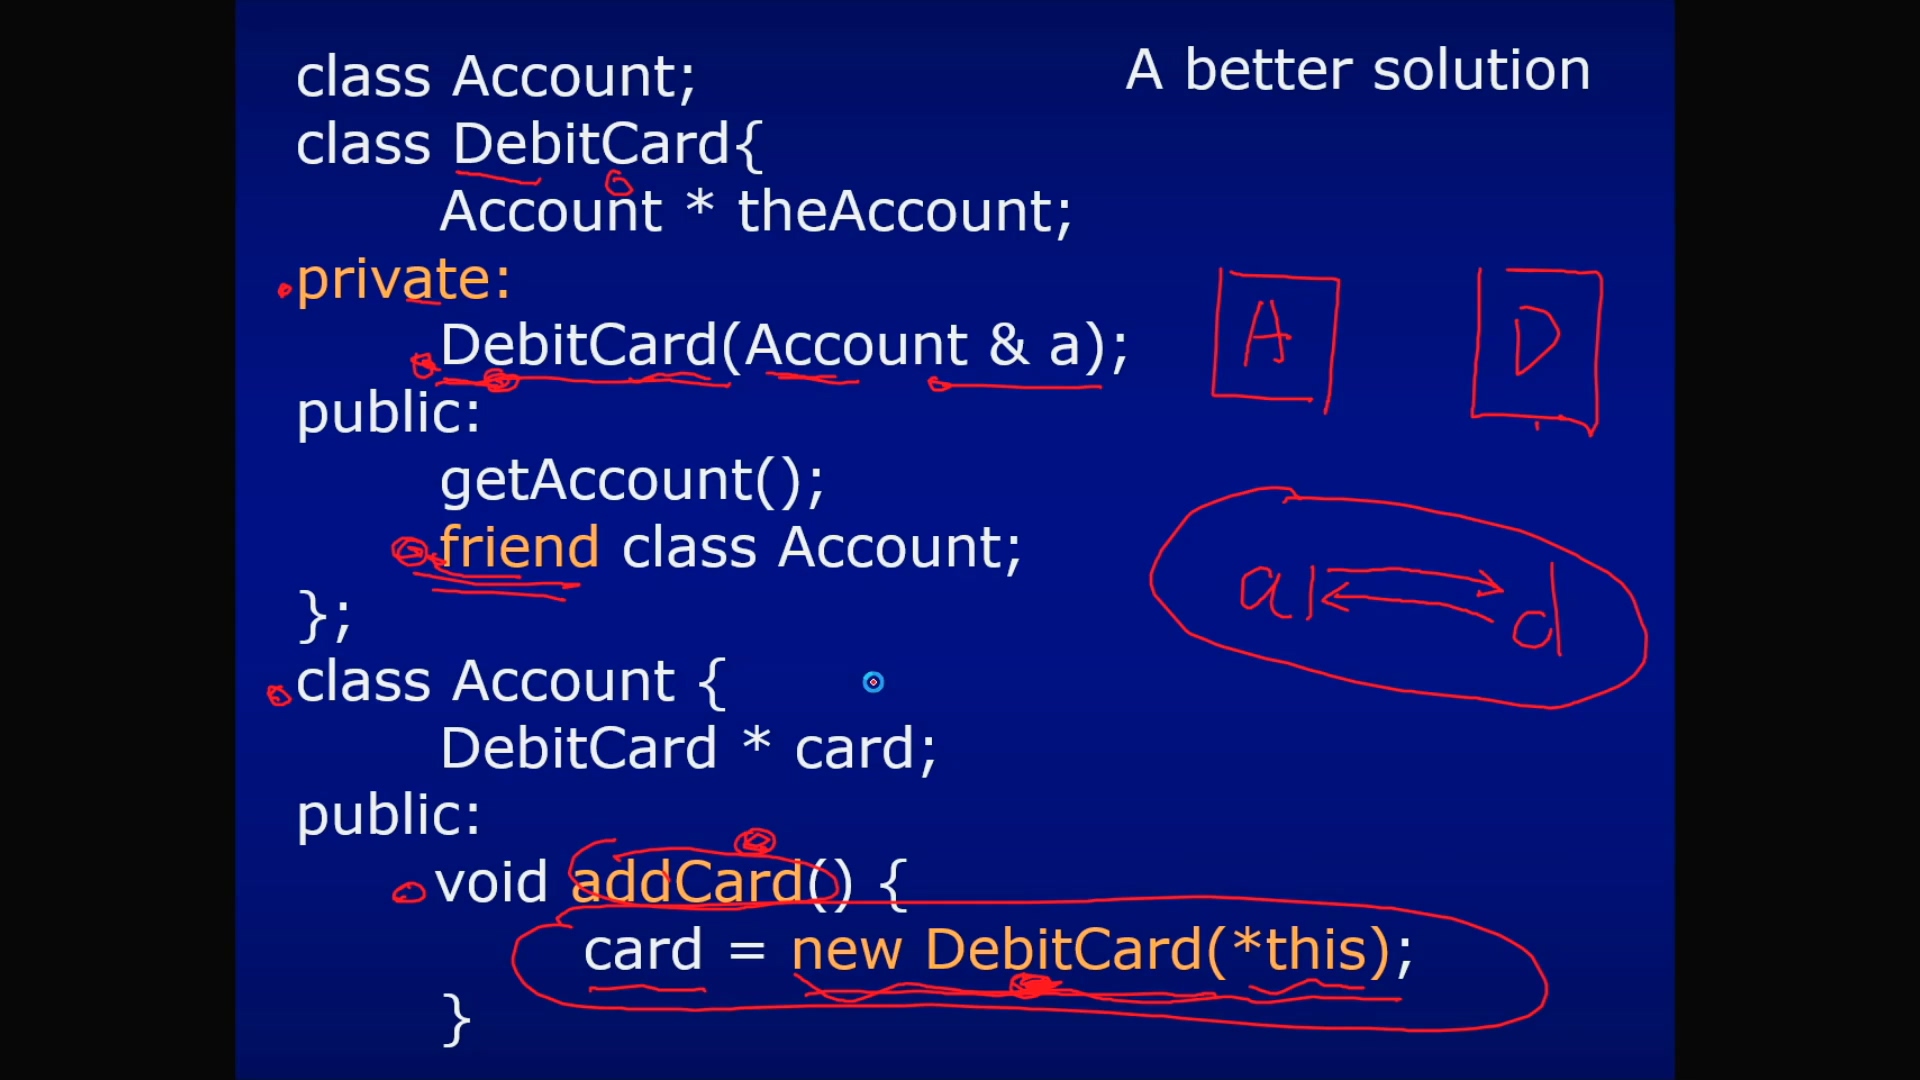 A better solution
class Account;
class DebitCard{
Account * theAccount;
private:
DebitCard(Account & a);
public:
getAccount();
friend class Account;
};
class Account {
DebitCard * card;
public:
void addCard() {
card = new DebitCard(*this);
}
A
D
a1
d